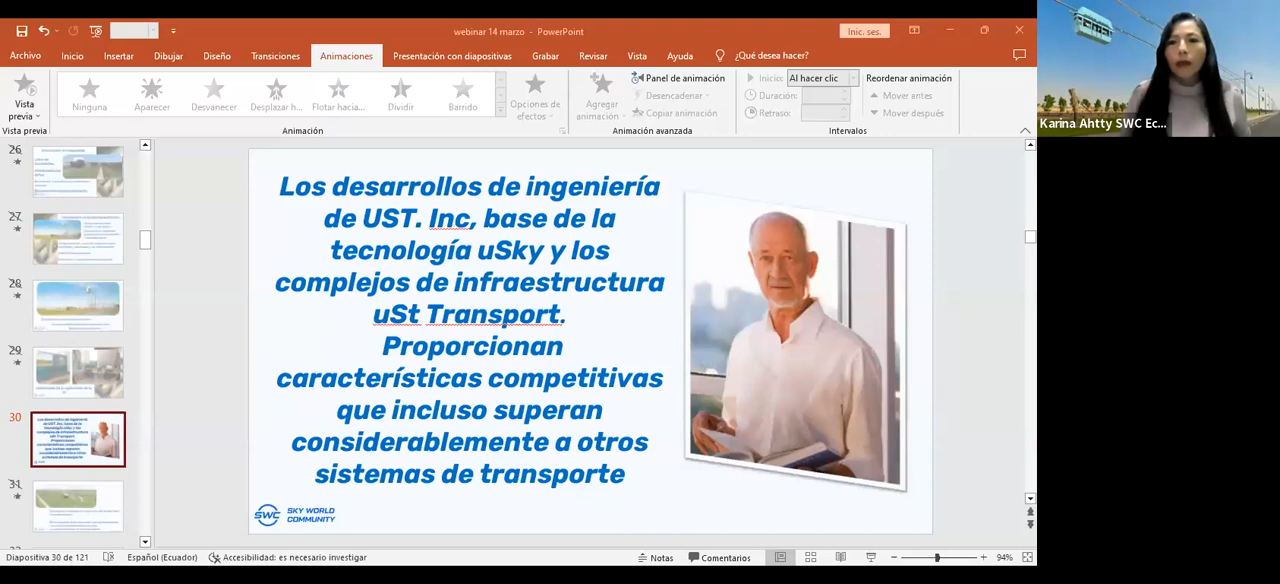 webinar 14 marzo - PowerPoint
Inic. ses.
Archivo Inicio Insertar Dibujar Diseño Transiciones Animaciones Presentación con diapositivas Grabar Revisar Vista Ayuda ¿Qué desea hacer?
Vista previa
Vista previa
Ninguna Aparecer Desvanecer Desplazar h... Flotar hacia... Dividir Barrido
Opciones de efectos
Animación
Agregar animación
Panel de animación
Desencadenar
Copiar animación
Animación avanzada
Inicio: Al hacer clic
Duración:
Retraso:
Reordenar animación
Mover antes
Mover después
Intervalos
Karina Ahtty SWC Ec...
26
27
28
29
30
31
Los desarrollos de ingeniería
de UST. Inc, base de la
tecnología uSky y los
complejos de infraestructura
uSt Transport.
Proporcionan
características competitivas
que incluso superan
considerablemente a otros
sistemas de transporte
SWC SKY WORLD
COMMUNITY
Diapositiva 30 de 121 Español (Ecuador) Accesibilidad: es necesario investigar Notas Comentarios 94%